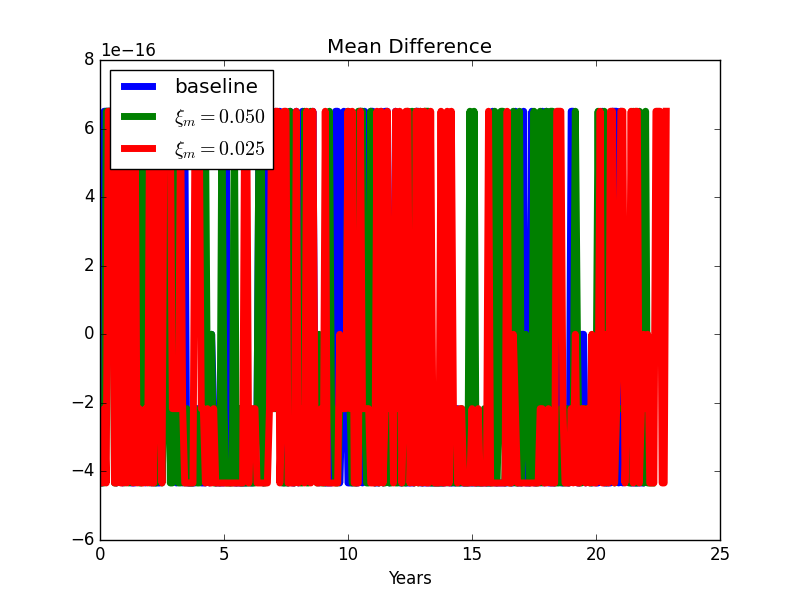 Mean Difference
1e−16
8
6
4
2
0
−2
−4
−6
baseline
ξm = 0.050
ξm = 0.025
0 5 10 15 20 25
Years